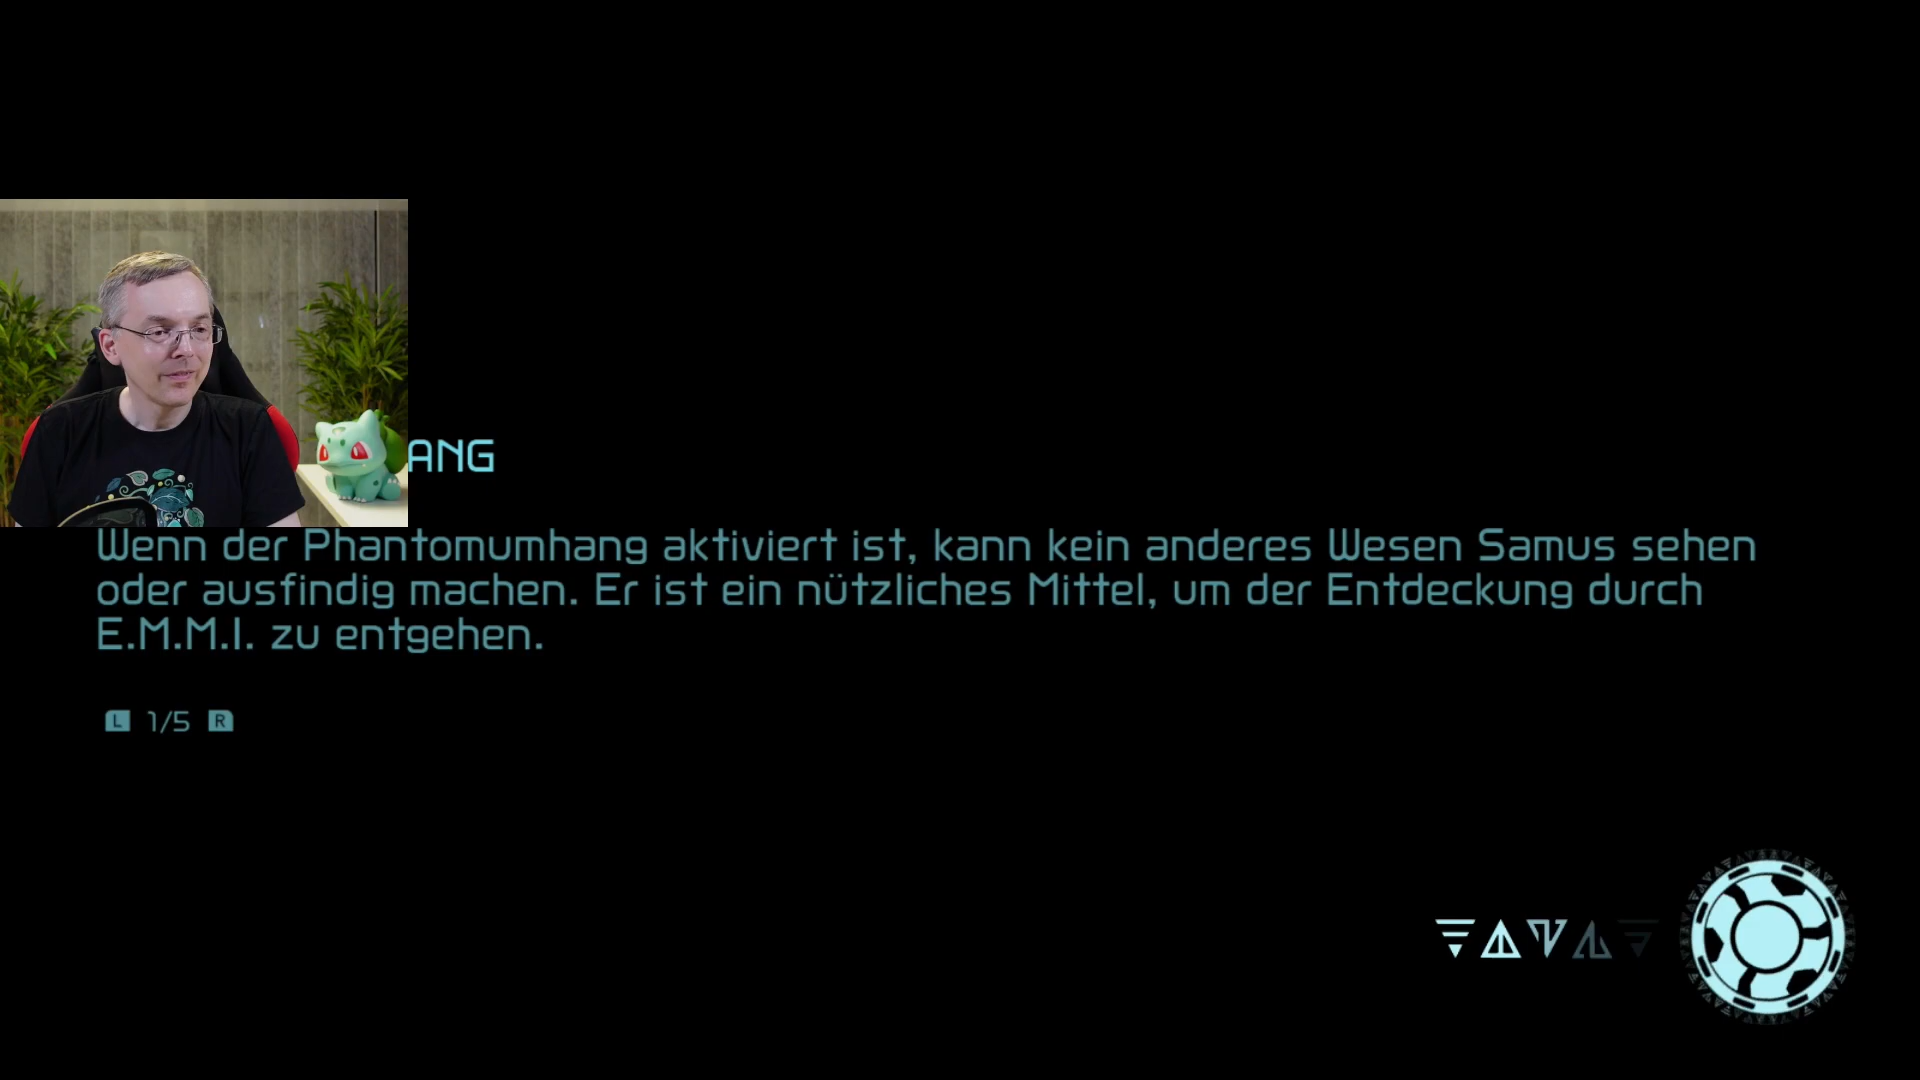 ANG
Wenn der Phantomumhang aktiviert ist, kann kein anderes Wesen Samus sehen
oder ausfindig machen. Er ist ein nützliches Mittel, um der Entdeckung durch
E.M.M.I. zu entgehen.
L 1/5 R